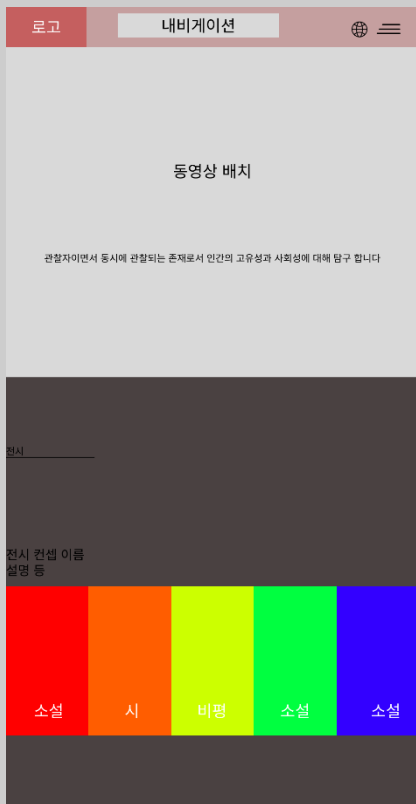 로고
내비게이션
동영상 배치
관찰자이면서 동시에 관찰되는 존재로서 인간의 고유성과 사회성에 대해 탐구 합니다
전시
전시 컨셉 이름
설명 등
소설 시 비평 소설 소설